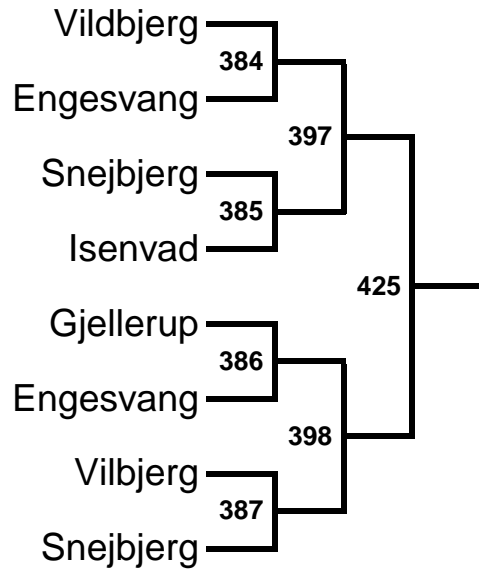 Vildbjerg
384
Engesvang
397
Snejbjerg
385
Isenvad
425
Gjellerup
386
Engesvang
398
Vilbjerg
387
Snejbjerg